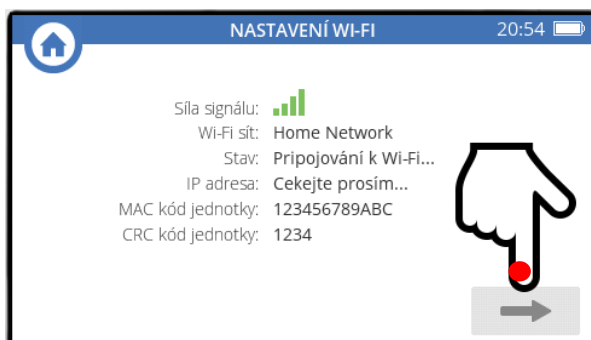 NASTAVENÍ WI-FI 20:54
Síla signálu:
Wi-Fi sít: Home Network
Stav: Pripojování k Wi-Fi...
IP adresa: Cekejte prosím...
MAC kód jednotky: 123456789ABC
CRC kód jednotky: 1234